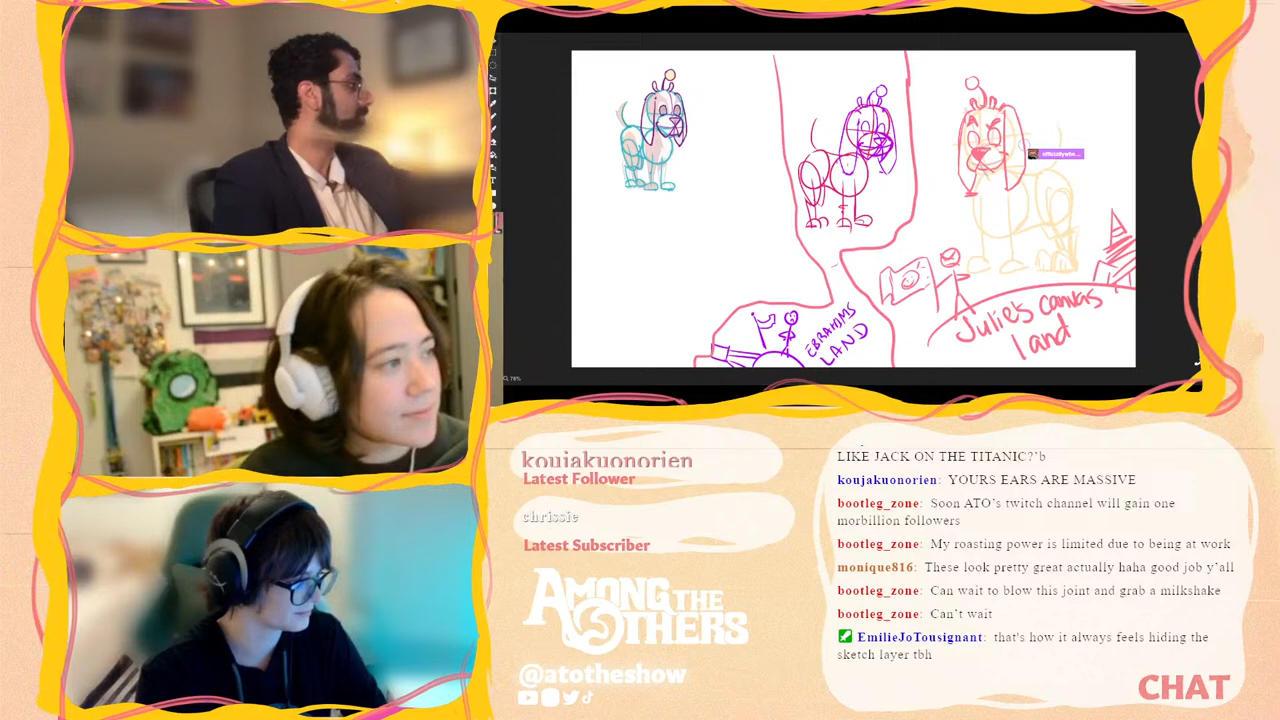 EBRAHIMS
LAND
Julie's canvas
land
78%
koujakuonorien
Latest Follower
chrissie
Latest Subscriber
AMONG THE
OTHERS
@atotheshow
LIKE JACK ON THE TITANIC?'b
koujakuonorien: YOURS EARS ARE MASSIVE
bootleg_zone: Soon ATO's twitch channel will gain one
morbillion followers
bootleg_zone: My roasting power is limited due to being at work
monique816: These look pretty great actually haha good job y'all
bootleg_zone: Can wait to blow this joint and grab a milkshake
bootleg_zone: Can't wait
EmilieJoTousignant: that's how it always feels hiding the
sketch layer tbh
CHAT